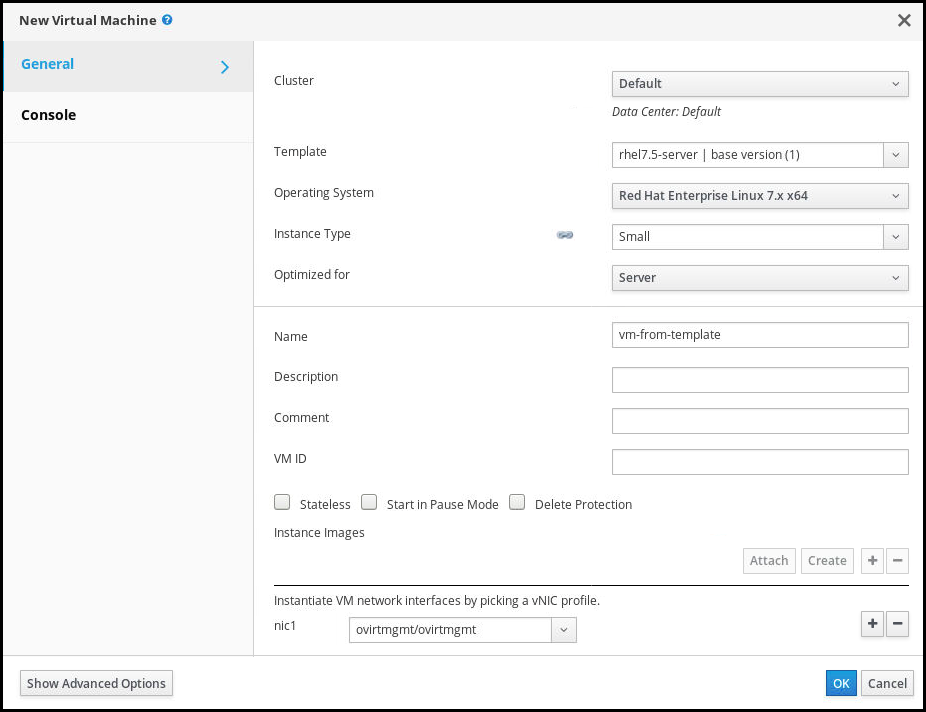 New Virtual Machine
General
Console
Cluster Default
Data Center: Default
Template rhel7.5-server | base version (1)
Operating System Red Hat Enterprise Linux 7.x x64
Instance Type Small
Optimized for Server
Name vm-from-template
Description
Comment
VM ID
Stateless Start in Pause Mode Delete Protection
Instance Images
Attach Create + −
Instantiate VM network interfaces by picking a vNIC profile.
nic1 ovirtmgmt/ovirtmgmt + −
Show Advanced Options OK Cancel